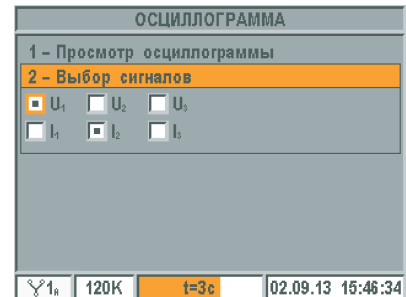 ОСЦИЛЛОГРАММА
1 – Просмотр осциллограммы
2 – Выбор сигналов
U₁ U₂ U₃
I₁ I₂ I₃
1ₐ 120K t=3c 02.09.13 15:46:34